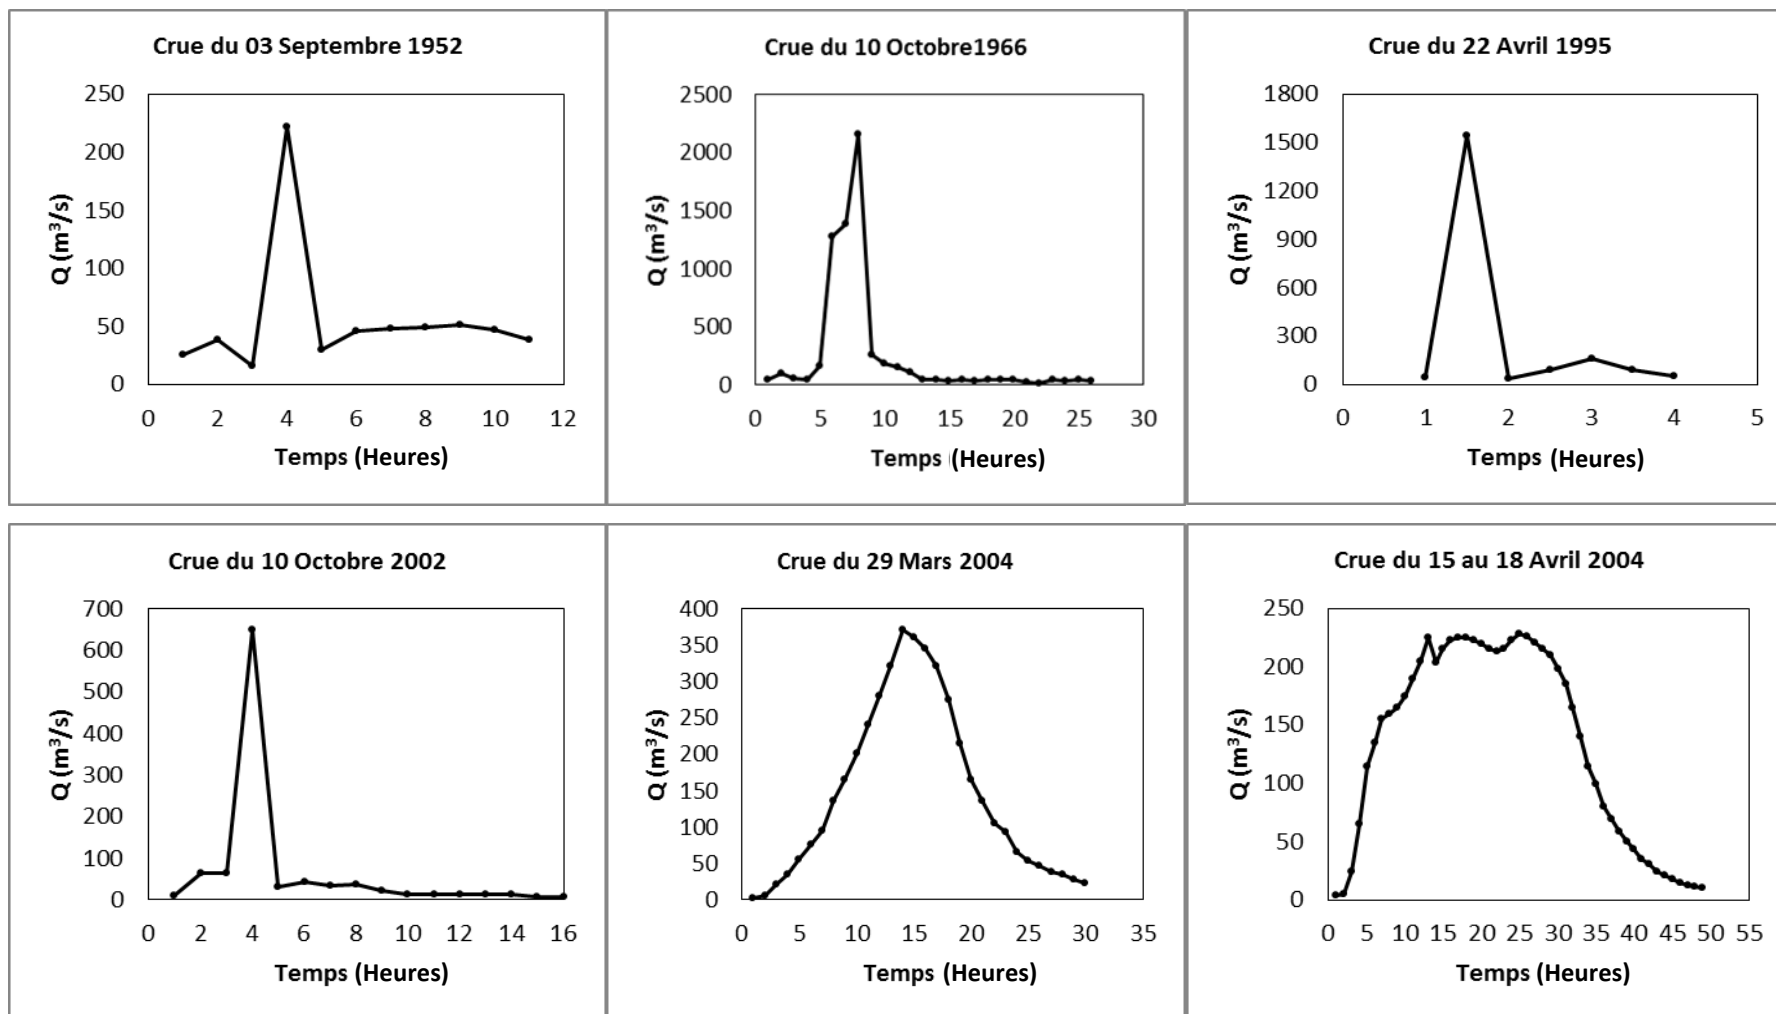 Crue du 03 Septembre 1952
250
200
150
100
50
0
Q (m³/s)
0 2 4 6 8 10 12
Temps (Heures)
Crue du 10 Octobre1966
2500
2000
1500
1000
500
0
Q (m³/s)
0 5 10 15 20 25 30
Temps (Heures)
Crue du 22 Avril 1995
1800
1500
1200
900
600
300
0
Q (m³/s)
0 1 2 3 4 5
Temps (Heures)
Crue du 10 Octobre 2002
700
600
500
400
300
200
100
0
Q (m³/s)
0 2 4 6 8 10 12 14 16
Temps (Heures)
Crue du 29 Mars 2004
400
350
300
250
200
150
100
50
0
Q (m³/s)
0 5 10 15 20 25 30 35
Temps (Heures)
Crue du 15 au 18 Avril 2004
250
200
150
100
50
0
Q (m³/s)
0 5 10 15 20 25 30 35 40 45 50 55
Temps (Heures)